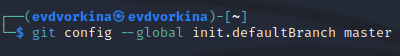 ┌──(evdvorkina㉿evdvorkina)-[~]
└─$ git config --global init.defaultBranch master